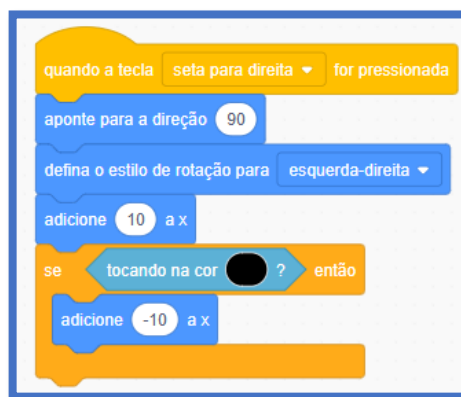 quando a tecla seta para direita for pressionada
aponte para a direção 90
defina o estilo de rotação para esquerda-direita
adicione 10 a x
se tocando na cor ? então
adicione -10 a x